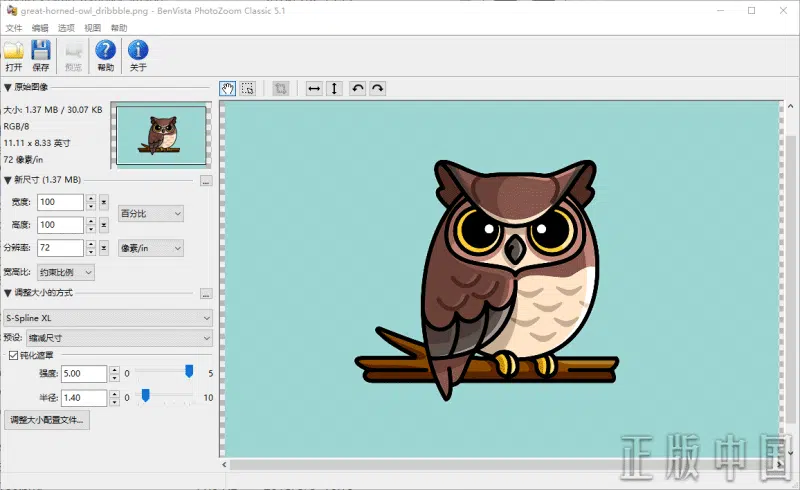 great-horned-owl_dribbble.png - BenVista PhotoZoom Classic 5.1
文件 编辑 选项 视图 帮助
打开 保存 预览 帮助 关于
原始图像
大小: 1.37 MB / 30.07 KB
RGB/8
11.11 x 8.33 英寸
72 像素/in
新尺寸 (1.37 MB)
...
宽度: 100
百分比
高度: 100
分辨率: 72 像素/in
宽高比: 约束比例
调整大小的方式
...
S-Spline XL
预设: 缩减尺寸
钝化遮罩
强度: 5.00 0 5
半径: 1.40 0 10
调整大小配置文件...
正版中国